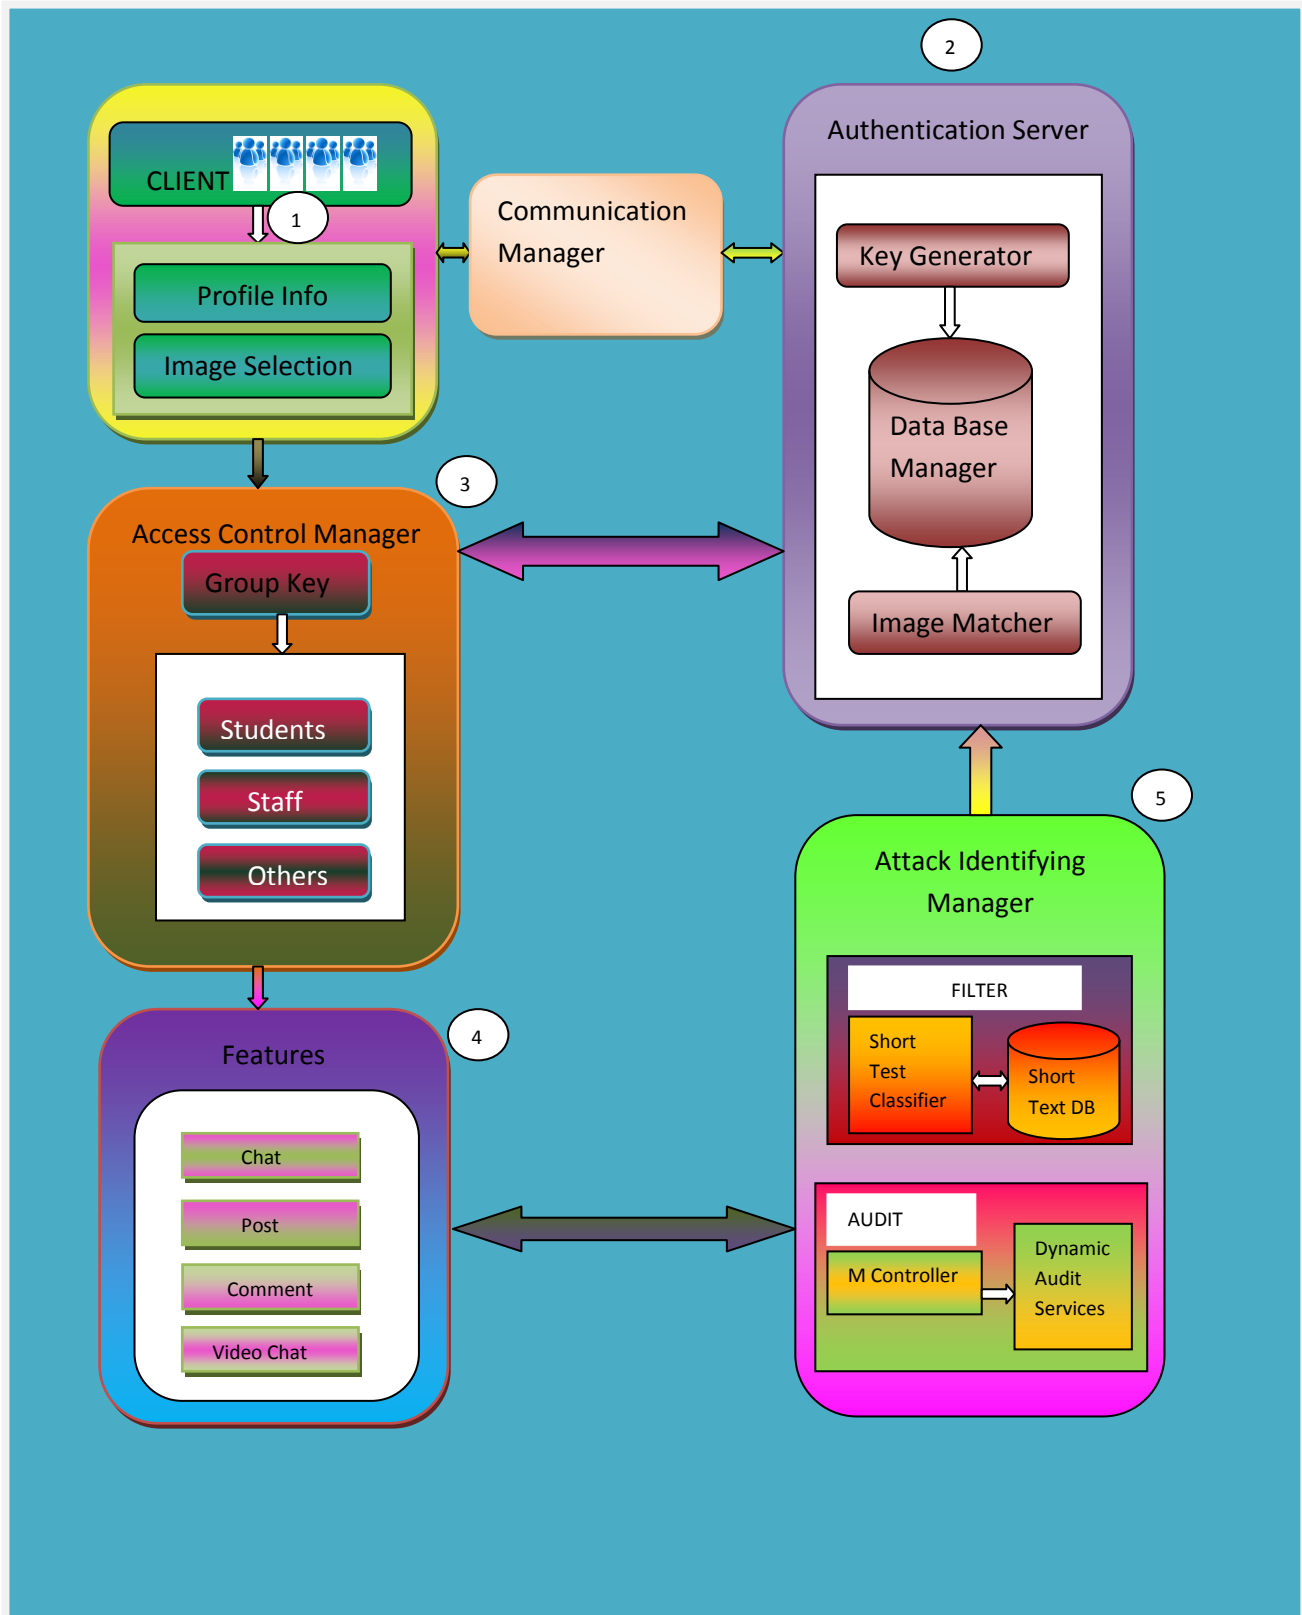 2
Authentication Server
CLIENT
1
Communication
Manager
Key Generator
Profile Info
Image Selection
Data Base
Manager
3
Access Control Manager
Group Key
Image Matcher
Students
Staff
Others
5
Attack Identifying
Manager
FILTER
Short
Test
Classifier
Short
Text DB
4
Features
Chat
Post
Comment
Video Chat
AUDIT
M Controller
Dynamic
Audit
Services